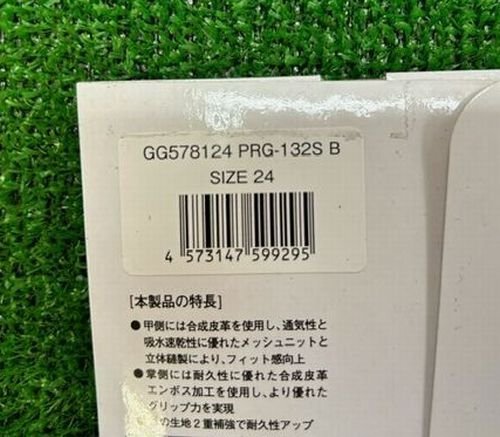 GG578124 PRG-132S B
SIZE 24
4 573147 599295
[本製品の特長]
●甲側には合成皮革を使用し、通気性と
吸水速乾性に優れたメッシュニットと
立体縫製により、フィット感向上
●掌側には耐久性に優れた合成皮革
エンボス加工を使用し、より優れた
グリップ力を実現
の生地2重補強で耐久性アップ